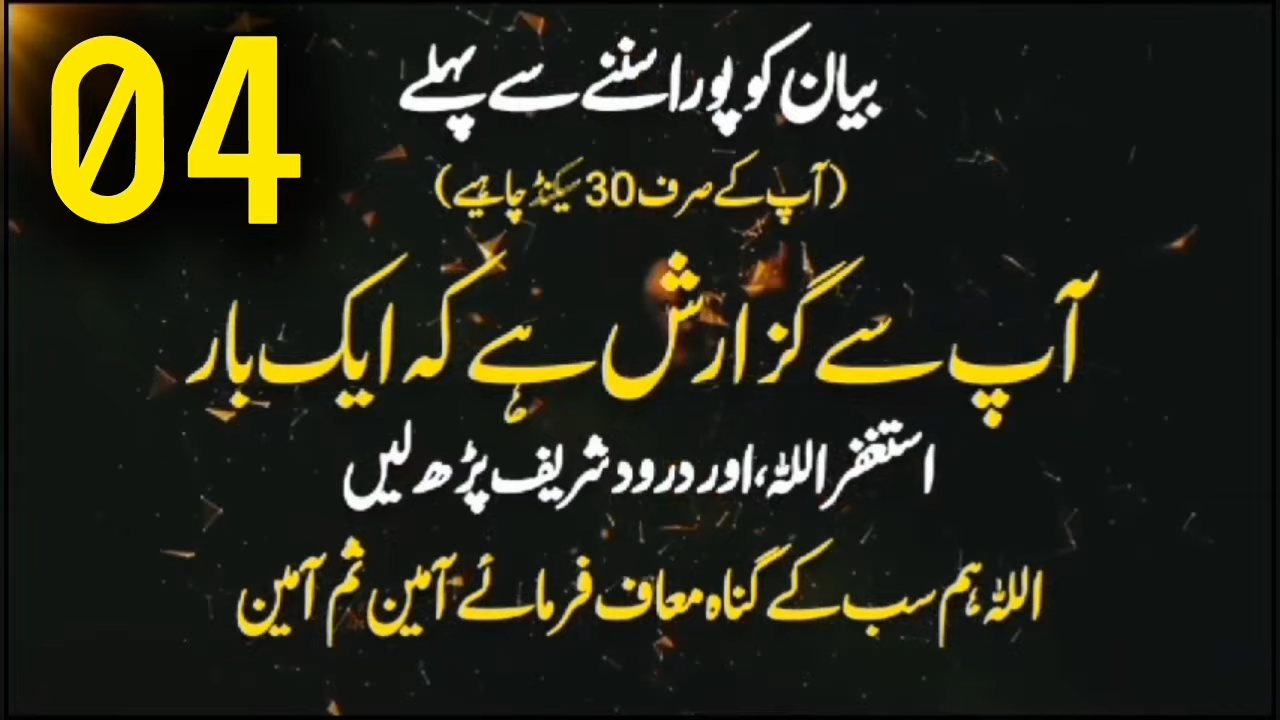 04
بیان کو پورا سننے سے پہلے
(آپ کے صرف 30 سیکنڈ چاہیے)
آپ سے گزارش ہے کہ ایک بار
استغفر اللہ، اور درود شریف پڑھ لیں
اللہ ہم سب کے گناہ معاف فرمائے آمین ثم آمین